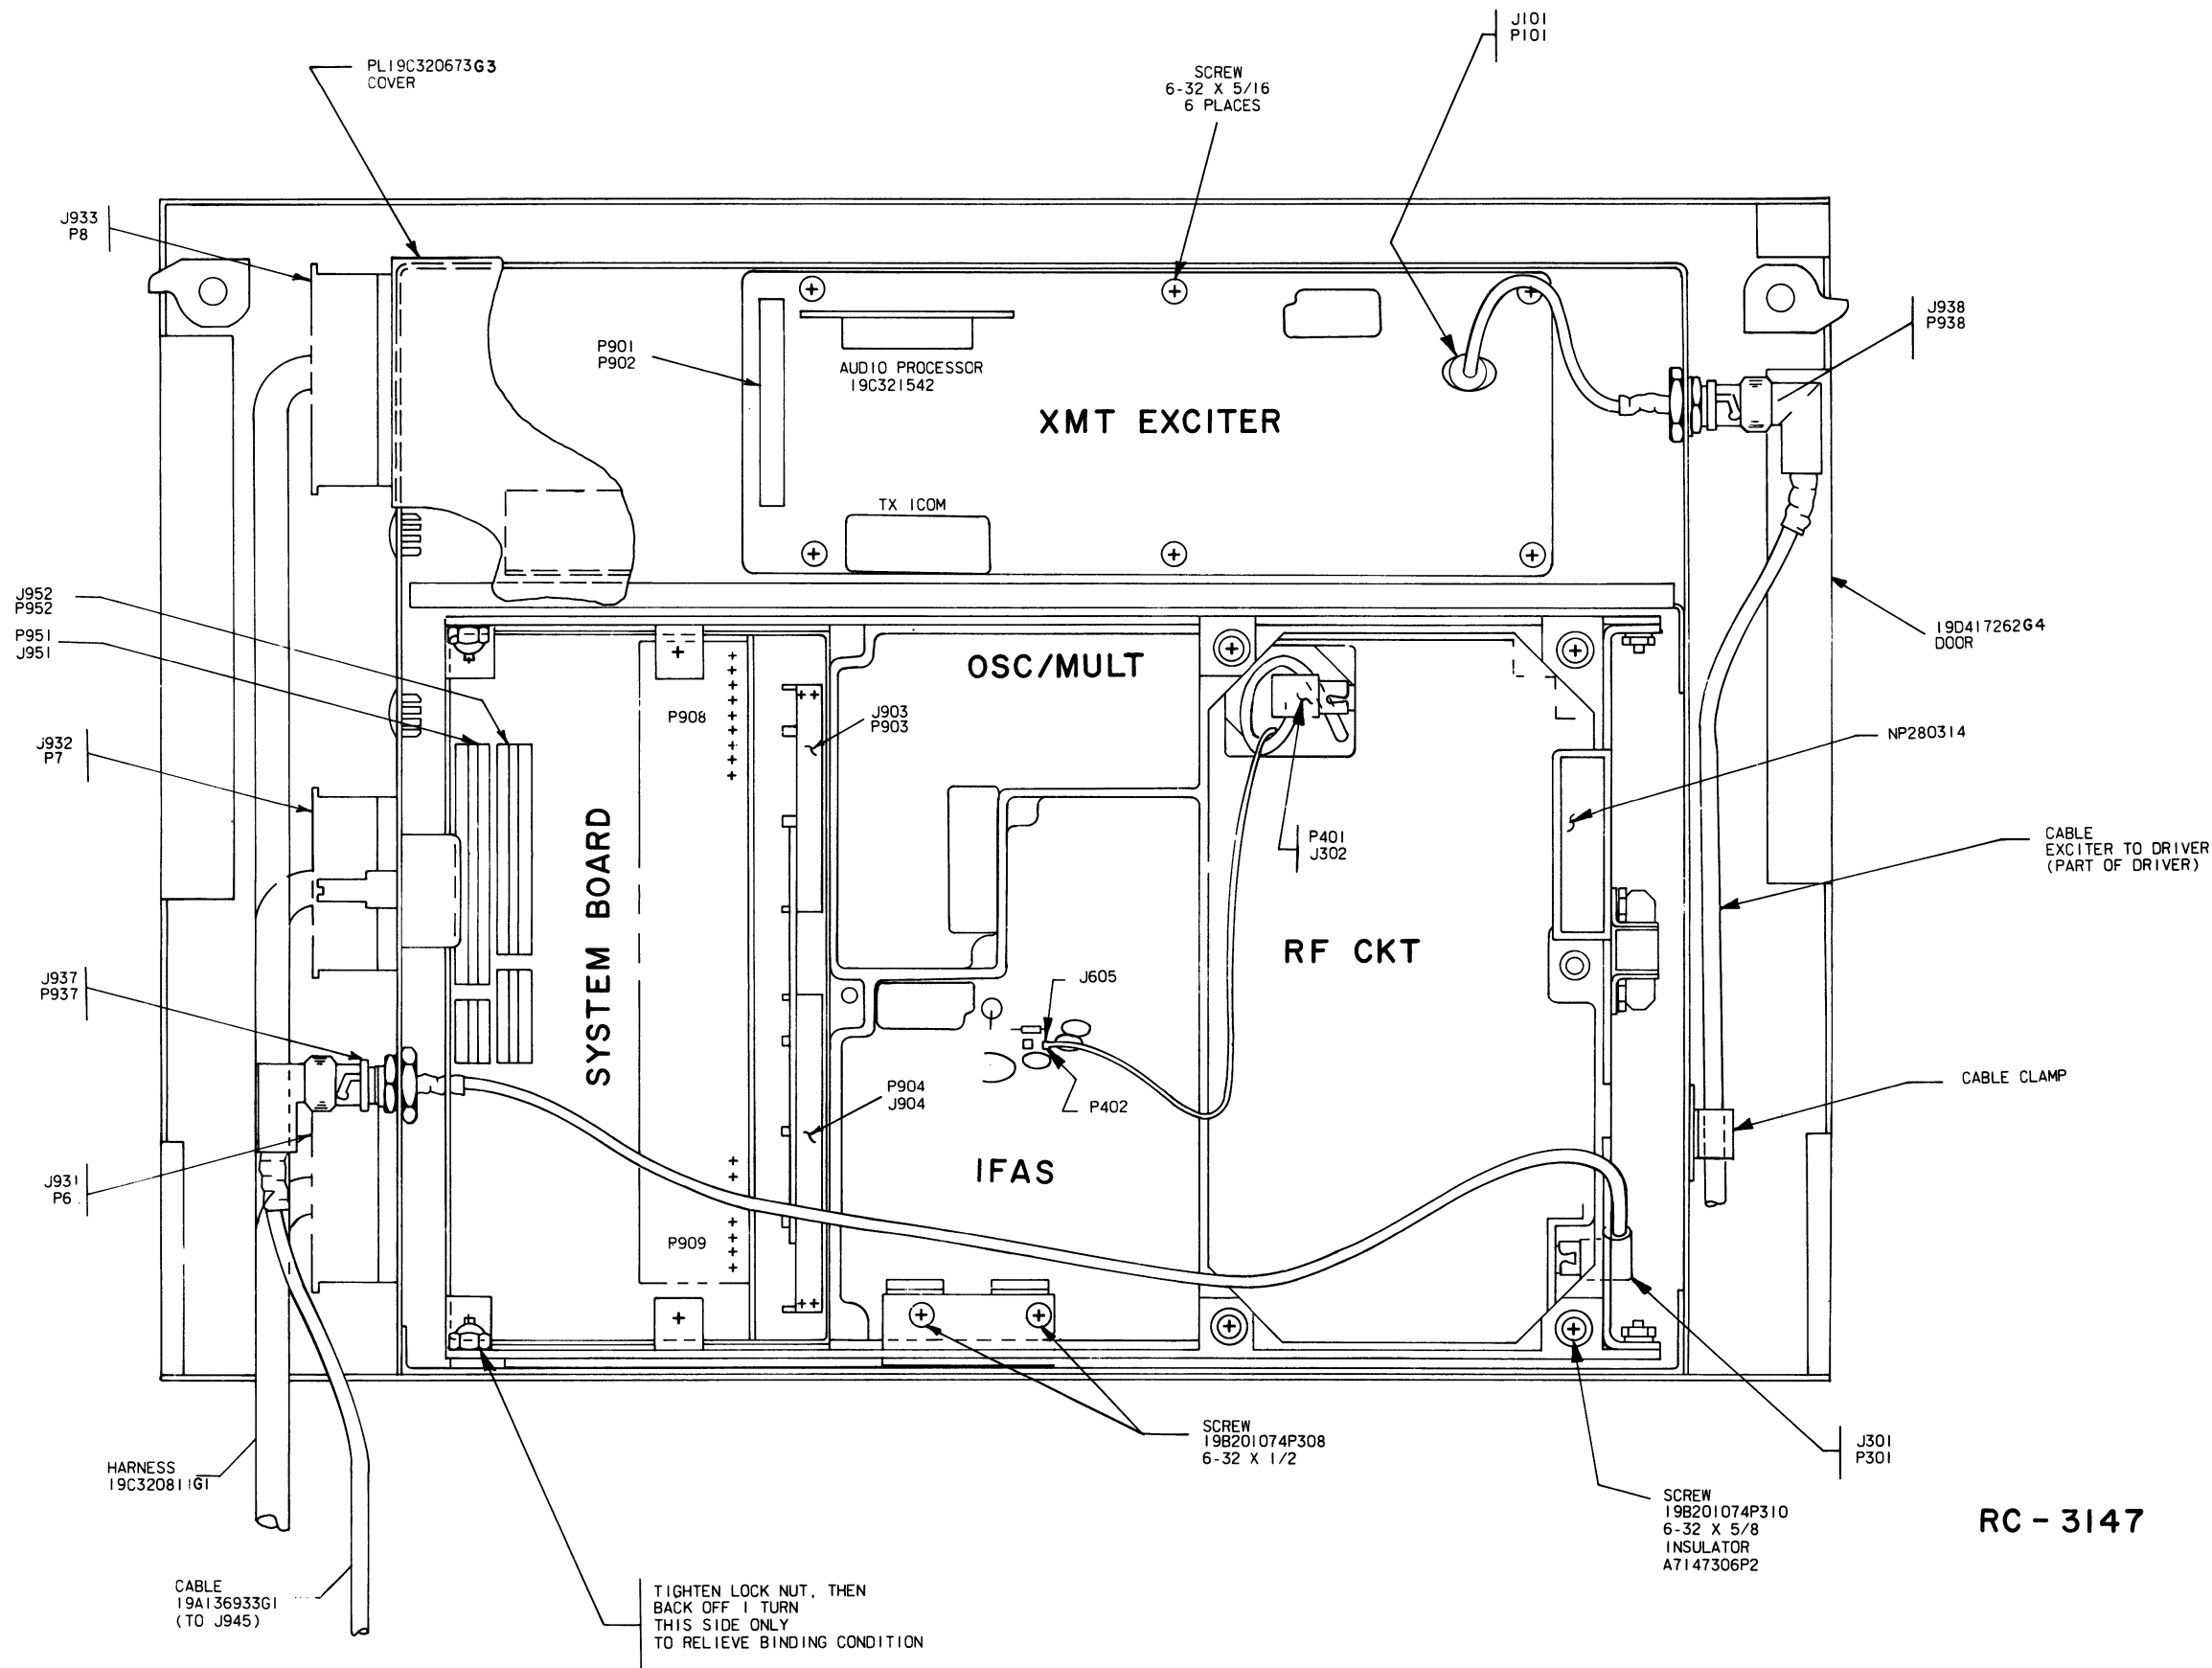 J101
P101
PL19C320673G3
COVER
SCREW
6-32 X 5/16
6 PLACES
J933
P8
J938
P938
P901
P902
AUDIO PROCESSOR
19C321542
XMT EXCITER
TX ICOM
J952
P952
P951
J951
19D417262G4
DOOR
OSC/MULT
P908
J903
P903
NP280314
J932
P7
P401
J302
CABLE
EXCITER TO DRIVER
(PART OF DRIVER)
SYSTEM BOARD
RF CKT
J937
P937
J605
P904
J904
P402
CABLE CLAMP
IFAS
J931
P6
P909
SCREW
19B201074P308
6-32 X 1/2
J301
P301
HARNESS
19C320811G1
SCREW
19B201074P310
6-32 X 5/8
INSULATOR
A7147306P2
RC-3147
CABLE
19A136933G1
(TO J945)
TIGHTEN LOCK NUT, THEN
BACK OFF 1 TURN
THIS SIDE ONLY
TO RELIEVE BINDING CONDITION